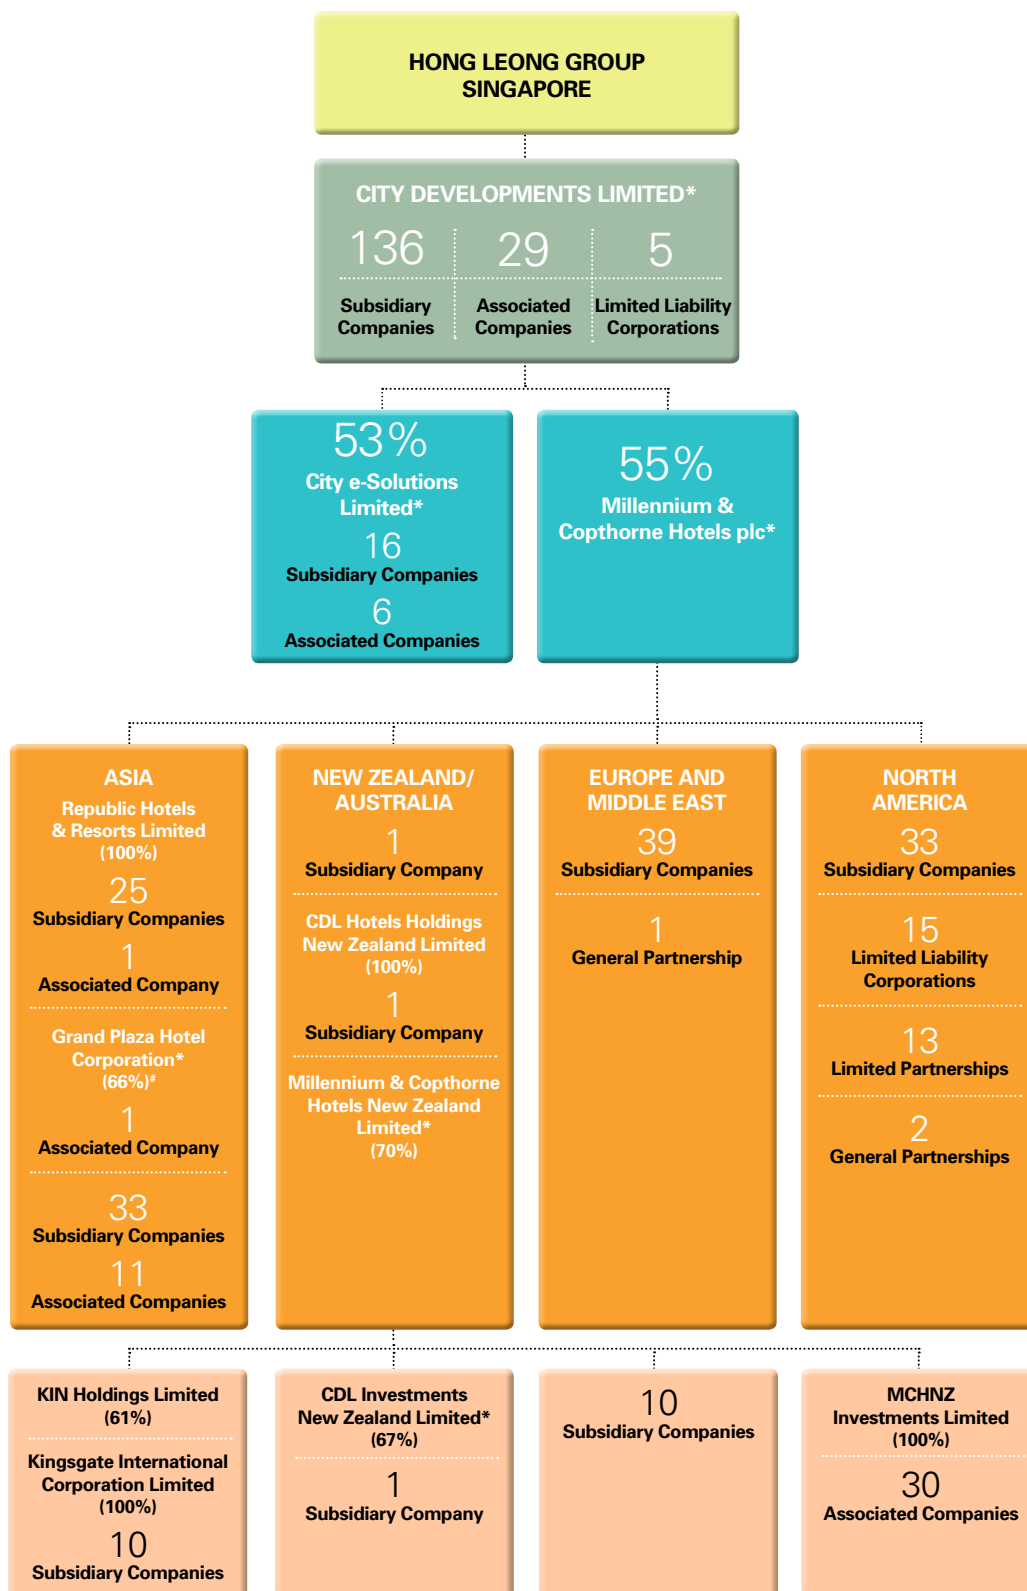 HONG LEONG GROUP
SINGAPORE
CITY DEVELOPMENTS LIMITED*
136
Subsidiary
Companies
29
Associated
Companies
5
Limited Liability
Corporations
53%
City e-Solutions
Limited*
16
Subsidiary Companies
6
Associated Companies
55%
Millennium &
Copthorne Hotels plc*
ASIA
Republic Hotels
& Resorts Limited
(100%)
25
Subsidiary Companies
1
Associated Company
Grand Plaza Hotel
Corporation*
(66%)#
1
Associated Company
33
Subsidiary Companies
11
Associated Companies
NEW ZEALAND/
AUSTRALIA
1
Subsidiary Company
CDL Hotels Holdings
New Zealand Limited
(100%)
1
Subsidiary Company
Millennium & Copthorne
Hotels New Zealand
Limited*
(70%)
EUROPE AND
MIDDLE EAST
39
Subsidiary Companies
1
General Partnership
NORTH
AMERICA
33
Subsidiary Companies
15
Limited Liability
Corporations
13
Limited Partnerships
2
General Partnerships
KIN Holdings Limited
(61%)
Kingsgate International
Corporation Limited
(100%)
10
Subsidiary Companies
CDL Investments
New Zealand Limited*
(67%)
1
Subsidiary Company
10
Subsidiary Companies
MCHNZ
Investments Limited
(100%)
30
Associated Companies